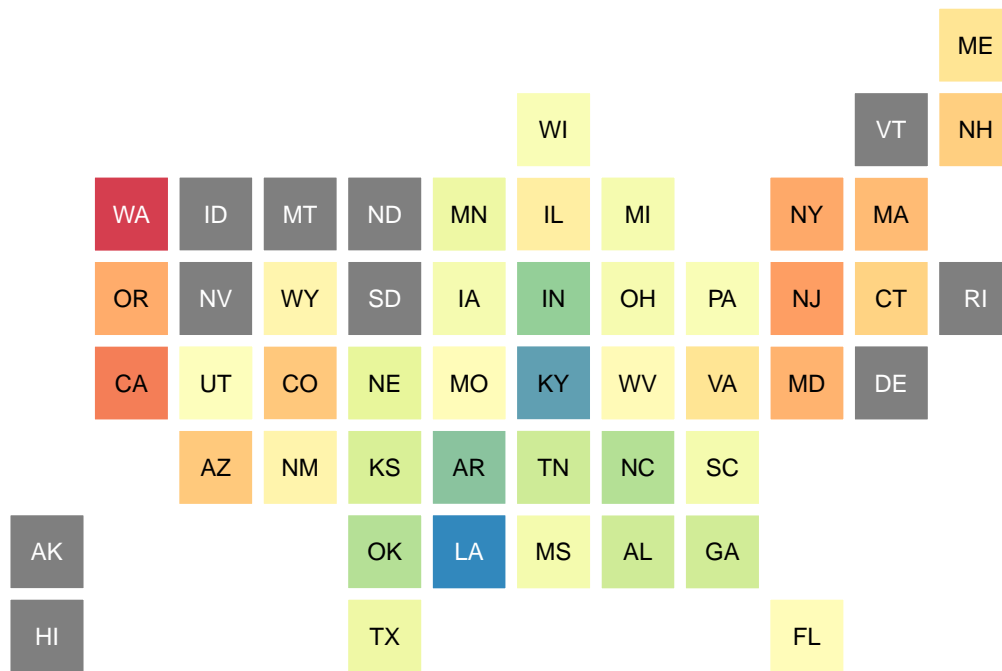 ME
WI VT NH
WA ID MT ND MN IL MI NY MA
OR NV WY SD IA IN OH PA NJ CT RI
CA UT CO NE MO KY WV VA MD DE
AZ NM KS AR TN NC SC
AK OK LA MS AL GA
HI TX FL